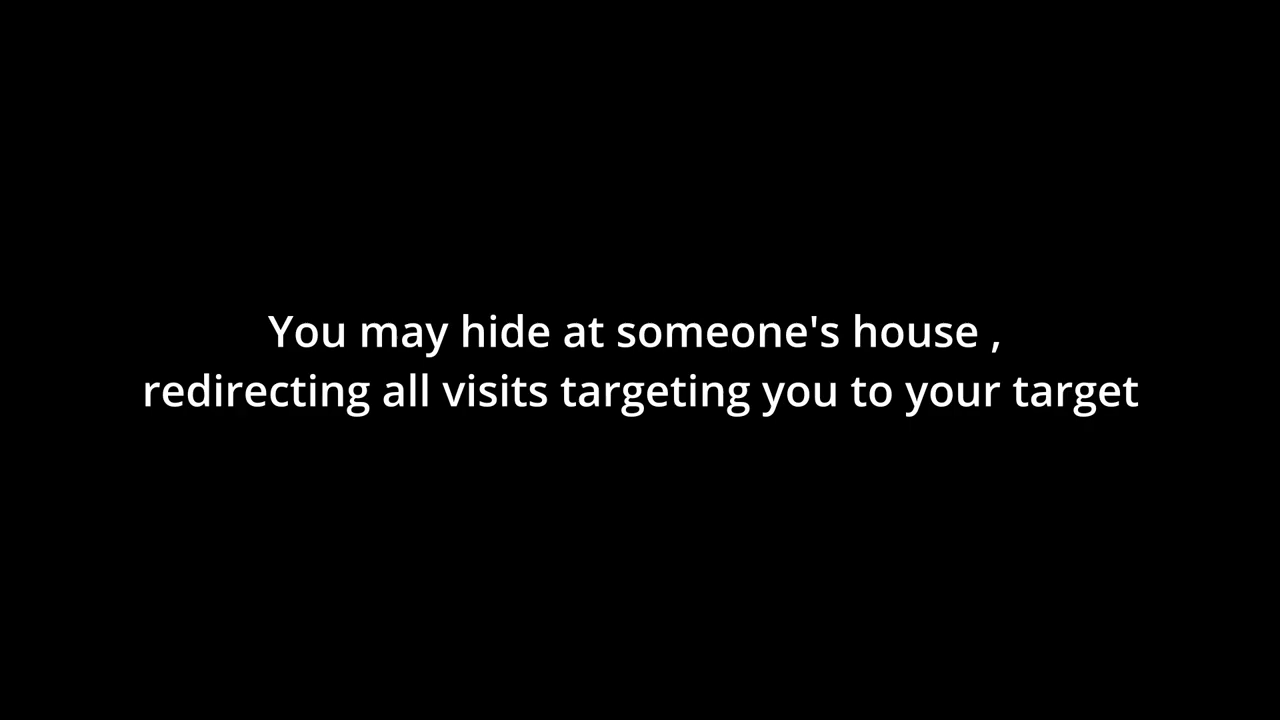 You may hide at someone's house ,
redirecting all visits targeting you to your target